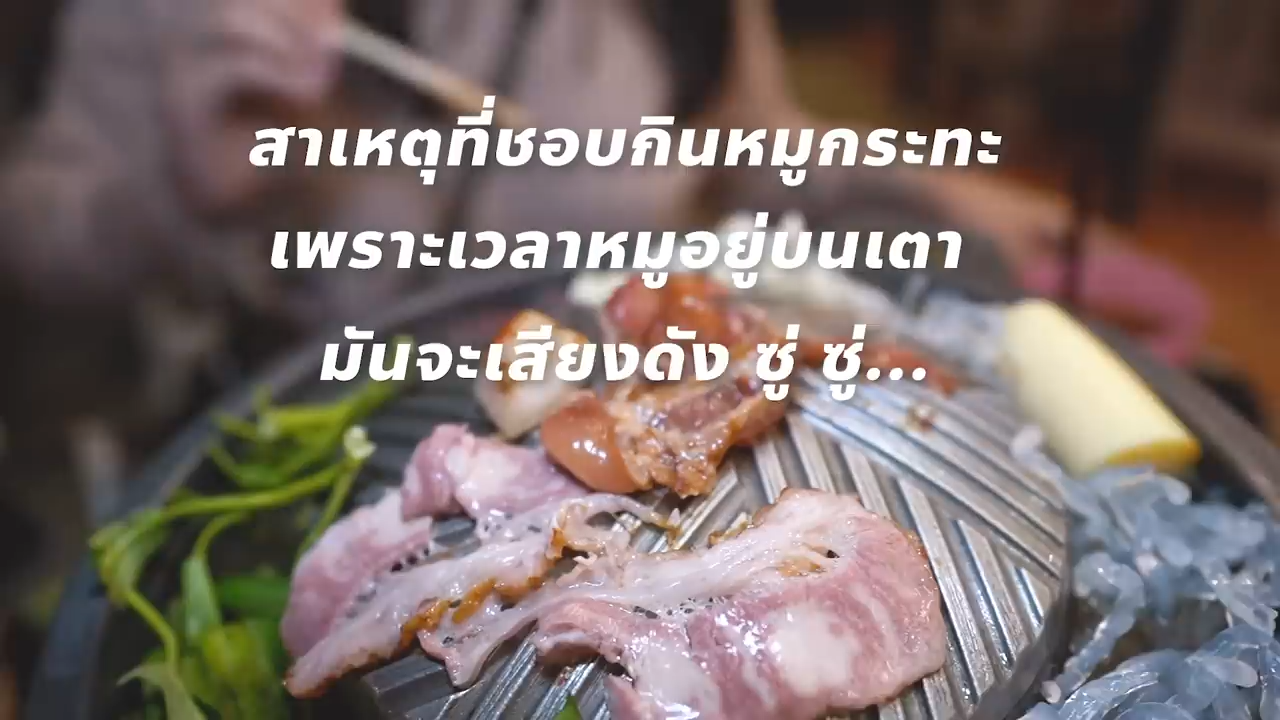 สาเหตุที่ชอบกินหมูกระทะ
เพราะเวลาหมูอยู่บนเตา
มันจะเสียงดัง ซู่ ซู่...